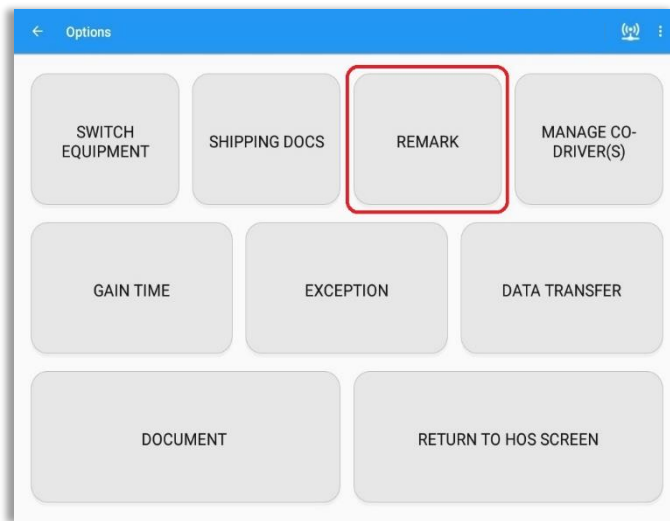 Options
SWITCH
EQUIPMENT
SHIPPING DOCS
REMARK
MANAGE CO-
DRIVER(S)
GAIN TIME
EXCEPTION
DATA TRANSFER
DOCUMENT
RETURN TO HOS SCREEN